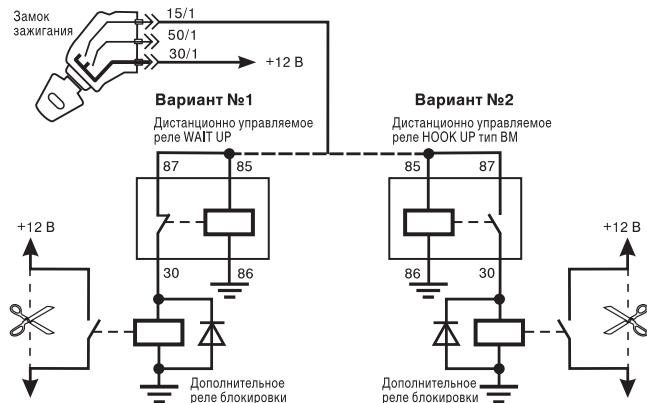 Замок
зажигания
15/1
50/1
30/1
+12 В
Вариант №1
Дистанционно управляемое
реле WAIT UP
Вариант №2
Дистанционно управляемое
реле HOOK UP тип ВМ
87
85
85
87
+12 В
+12 В
30
86
86
30
Дополнительное
реле блокировки
Дополнительное
реле блокировки